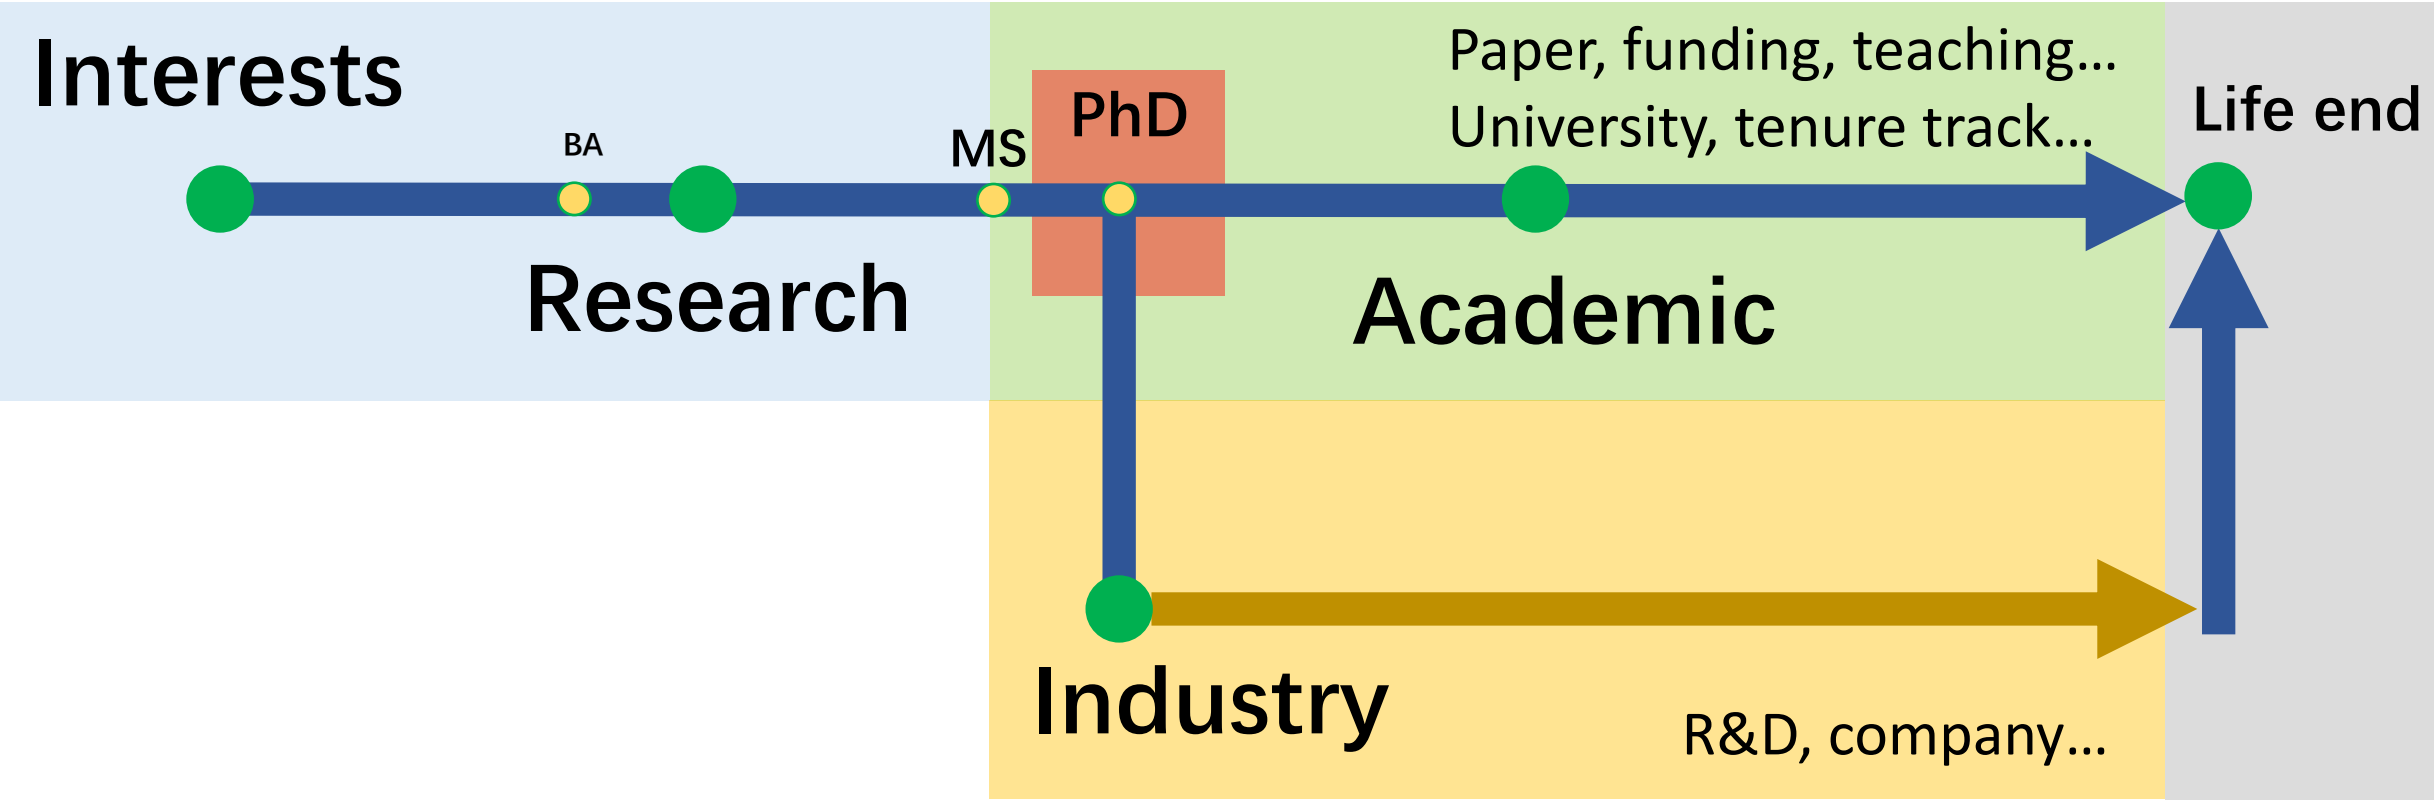 Interests
BA
Research
MS
PhD
Paper, funding, teaching...
University, tenure track...
Academic
Life end
Industry
R&D, company...